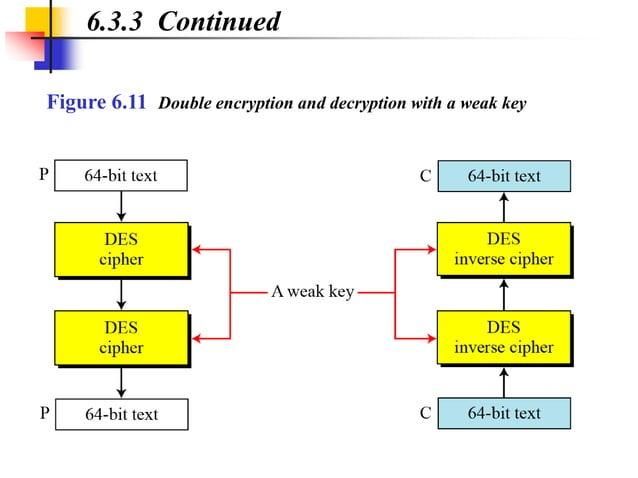 6.3.3 Continued
Figure 6.11 Double encryption and decryption with a weak key
P 64-bit text
DES
cipher
DES
cipher
P 64-bit text
A weak key
C 64-bit text
DES
inverse cipher
DES
inverse cipher
C 64-bit text